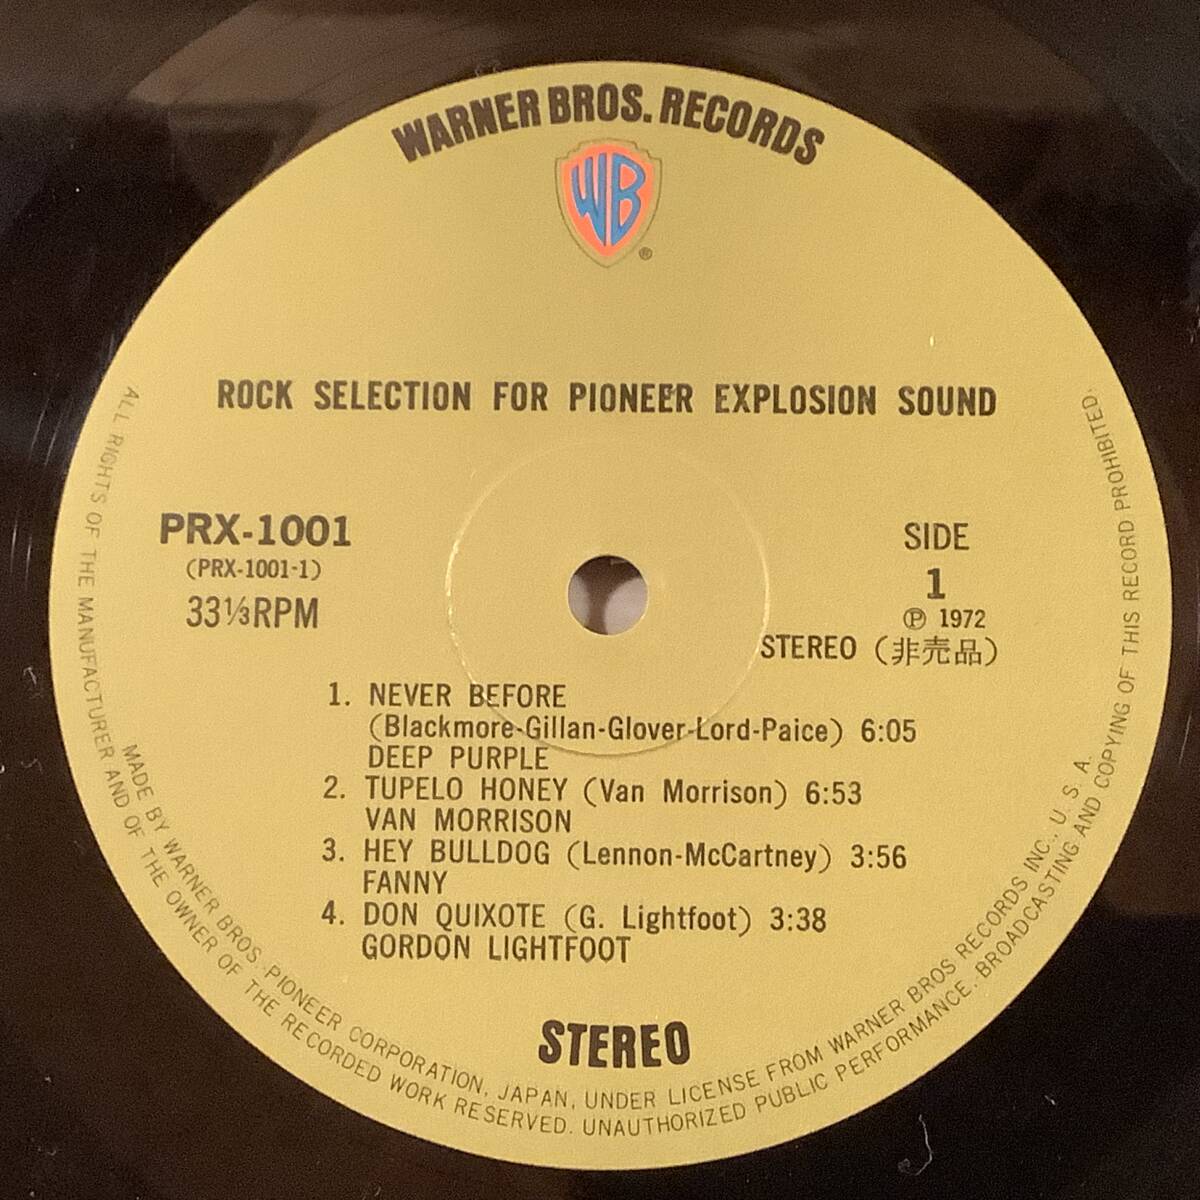 WARNER BROS. RECORDS
WB
®
ROCK SELECTION FOR PIONEER EXPLOSION SOUND
PRX-1001
(PRX-1001-1)
33⅓RPM
SIDE
1
Ⓟ 1972
STEREO (非売品)
1. NEVER BEFORE
(Blackmore-Gillan-Glover-Lord-Paice) 6:05
DEEP PURPLE
2. TUPELO HONEY (Van Morrison) 6:53
VAN MORRISON
3. HEY BULLDOG (Lennon-McCartney) 3:56
FANNY
4. DON QUIXOTE (G. Lightfoot) 3:38
GORDON LIGHTFOOT
STEREO
MADE BY WARNER BROS. PIONEER CORPORATION, JAPAN, UNDER LICENSE FROM WARNER BROS RECORDS INC., U. S. A.
ALL RIGHTS OF THE MANUFACTURER AND OF THE OWNER OF THE RECORDED WORK RESERVED. UNAUTHORIZED PUBLIC PERFORMANCE, BROADCASTING AND COPYING OF THIS RECORD PROHIBITED.